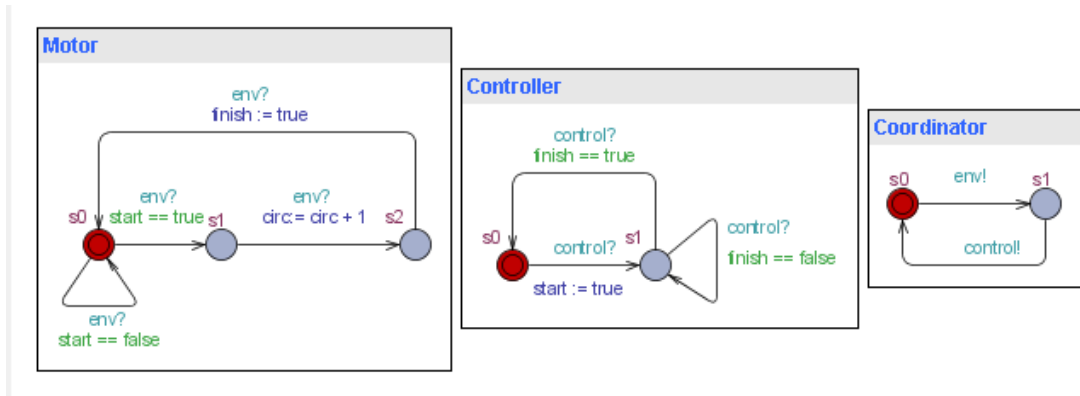 Motor
env?
finish := true
env?
start == true
s0
s1
env?
circ:= circ + 1
s2
env?
start == false
Controller
control?
finish == true
s0
control?
start := true
s1
control?
finish == false
Coordinator
s0
env!
s1
control!